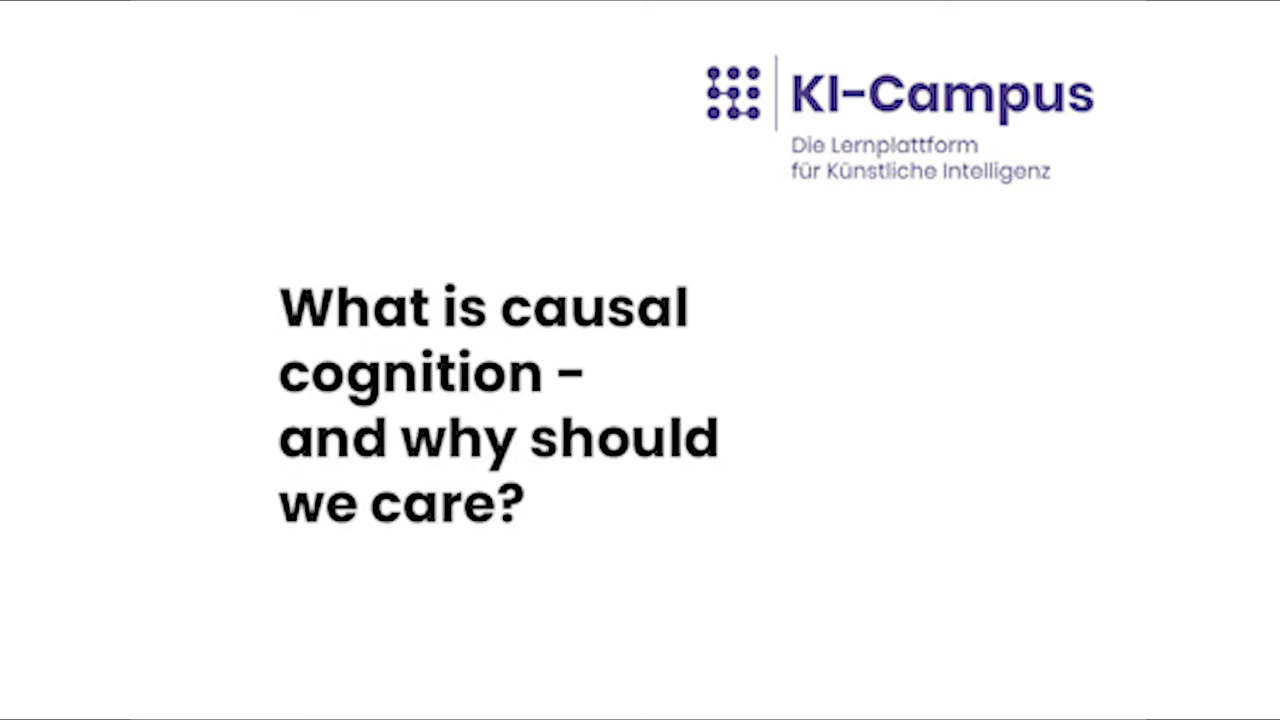 KI-Campus
Die Lernplattform
für Künstliche Intelligenz
What is causal
cognition -
and why should
we care?